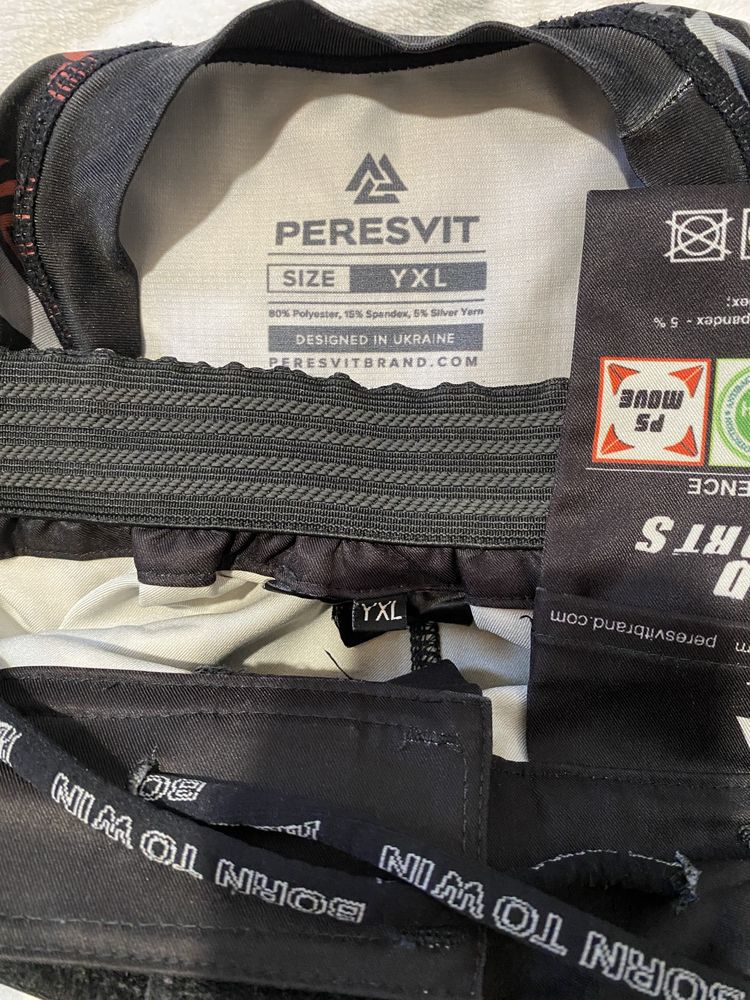 PERESVIT
SIZE YXL
80% Polyester, 15% Spandex, 5% Silver Yarn
DESIGNED IN UKRAINE
PERESVITBRAND.COM
- 5 %
PS
MOVE
peresvitbrand.com
YXL
BORN TO WIN
BORN TO WIN